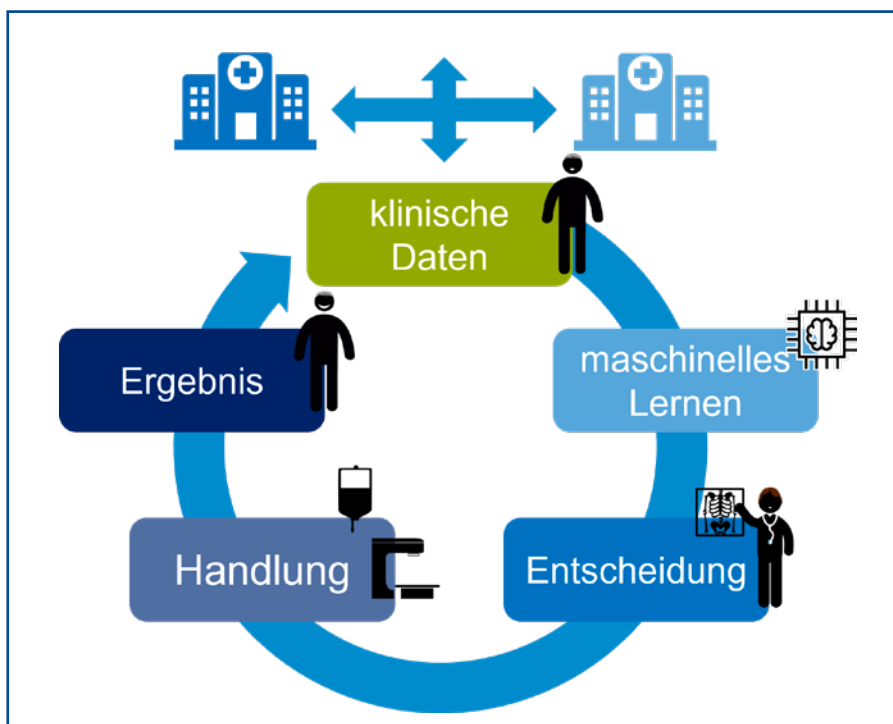 klinische
Daten
maschinelles
Lernen
Ergebnis
Handlung
Entscheidung